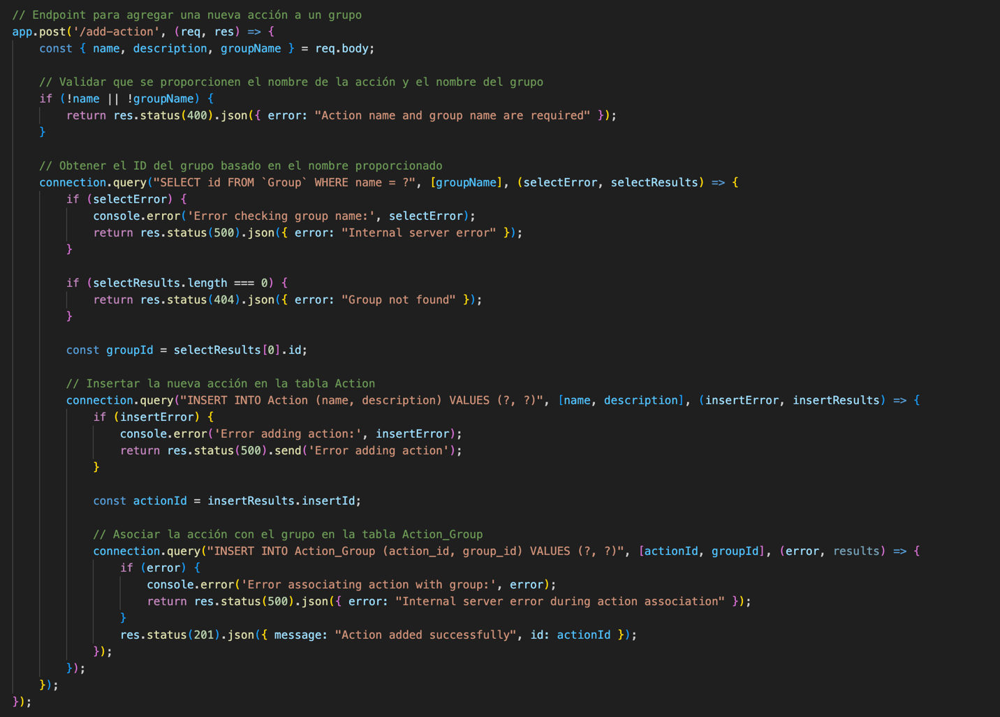 // Endpoint para agregar una nueva acción a un grupo
app.post('/add-action', (req, res) => {
    const { name, description, groupName } = req.body;

    // Validar que se proporcionen el nombre de la acción y el nombre del grupo
    if (!name || !groupName) {
        return res.status(400).json({ error: "Action name and group name are required" });
    }

    // Obtener el ID del grupo basado en el nombre proporcionado
    connection.query("SELECT id FROM `Group` WHERE name = ?", [groupName], (selectError, selectResults) => {
        if (selectError) {
            console.error('Error checking group name:', selectError);
            return res.status(500).json({ error: "Internal server error" });
        }

        if (selectResults.length === 0) {
            return res.status(404).json({ error: "Group not found" });
        }

        const groupId = selectResults[0].id;

        // Insertar la nueva acción en la tabla Action
        connection.query("INSERT INTO Action (name, description) VALUES (?, ?)", [name, description], (insertError, insertResults) => {
            if (insertError) {
                console.error('Error adding action:', insertError);
                return res.status(500).send('Error adding action');
            }

            const actionId = insertResults.insertId;

            // Asociar la acción con el grupo en la tabla Action_Group
            connection.query("INSERT INTO Action_Group (action_id, group_id) VALUES (?, ?)", [actionId, groupId], (error, results) => {
                if (error) {
                    console.error('Error associating action with group:', error);
                    return res.status(500).json({ error: "Internal server error during action association" });
                }
                res.status(201).json({ message: "Action added successfully", id: actionId });
            });
        });
    });
});